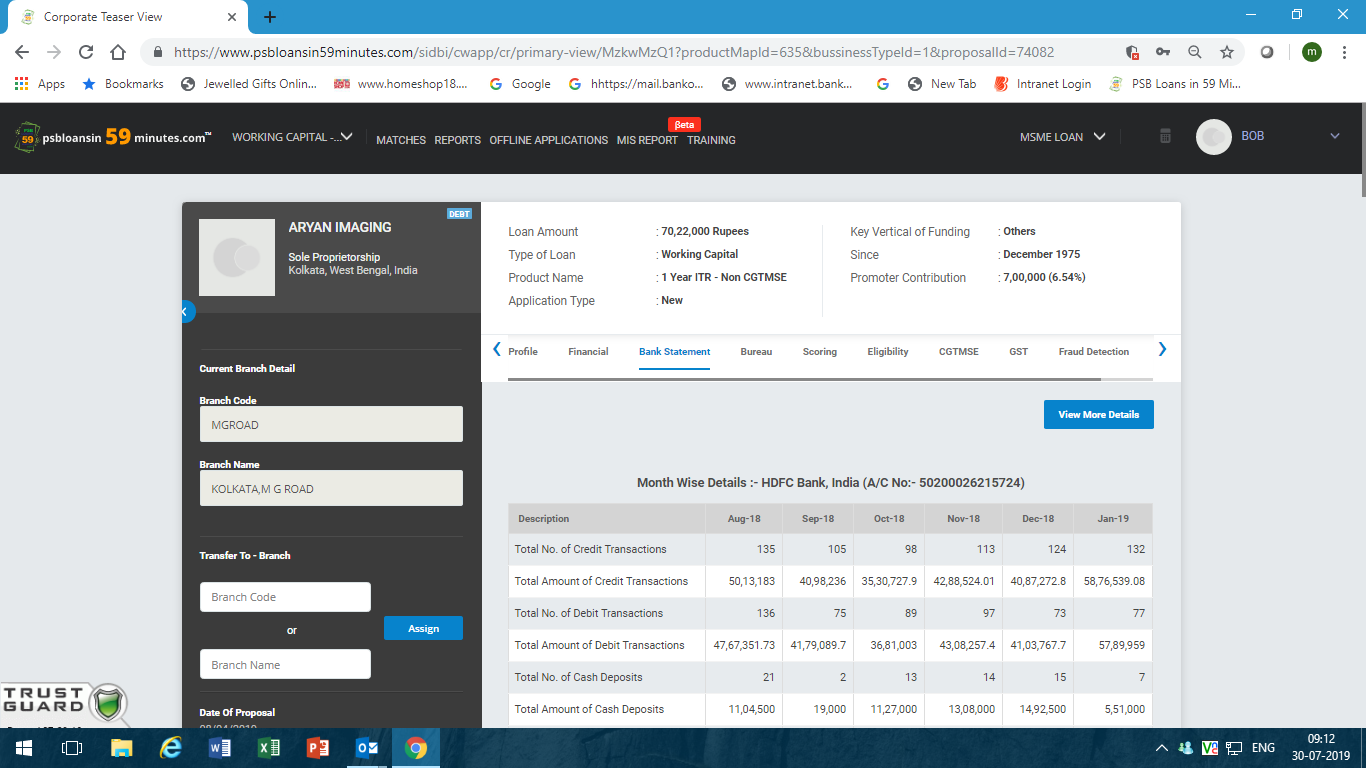 Corporate Teaser View
https://www.psbloansin59minutes.com/sidbi/cwapp/cr/primary-view/MzkwMzQ1?productMapId=635&bussinessTypeId=1&proposalId=74082
m
Apps Bookmarks Jewelled Gifts Onlin... www.homeshop18.... Google hhttps://mail.banko... www.intranet.bank... New Tab Intranet Login PSB Loans in 59 Mi...
psbloansin 59 minutes.com™ WORKING CAPITAL -... MATCHES REPORTS OFFLINE APPLICATIONS MIS REPORT TRAINING MSME LOAN BOB
Beta
DEBT
ARYAN IMAGING
Sole Proprietorship
Kolkata, West Bengal, India
Loan Amount : 70,22,000 Rupees Key Vertical of Funding : Others
Type of Loan : Working Capital Since : December 1975
Product Name : 1 Year ITR - Non CGTMSE Promoter Contribution : 7,00,000 (6.54%)
Application Type : New
Profile Financial Bank Statement Bureau Scoring Eligibility CGTMSE GST Fraud Detection
Current Branch Detail
Branch Code
MGROAD
Branch Name
KOLKATA,M G ROAD
Transfer To - Branch
Branch Code
or
Assign
Branch Name
Date Of Proposal
View More Details
Month Wise Details :- HDFC Bank, India (A/C No:- 50200026215724)
Description Aug-18 Sep-18 Oct-18 Nov-18 Dec-18 Jan-19
Total No. of Credit Transactions 135 105 98 113 124 132
Total Amount of Credit Transactions 50,13,183 40,98,236 35,30,727.9 42,88,524.01 40,87,272.8 58,76,539.08
Total No. of Debit Transactions 136 75 89 97 73 77
Total Amount of Debit Transactions 47,67,351.73 41,79,089.7 36,81,003 43,08,257.4 41,03,767.7 57,89,959
Total No. of Cash Deposits 21 2 13 14 15 7
Total Amount of Cash Deposits 11,04,500 19,000 11,27,000 13,08,000 14,92,500 5,51,000
TRUST
GUARD
ENG
09:12
30-07-2019